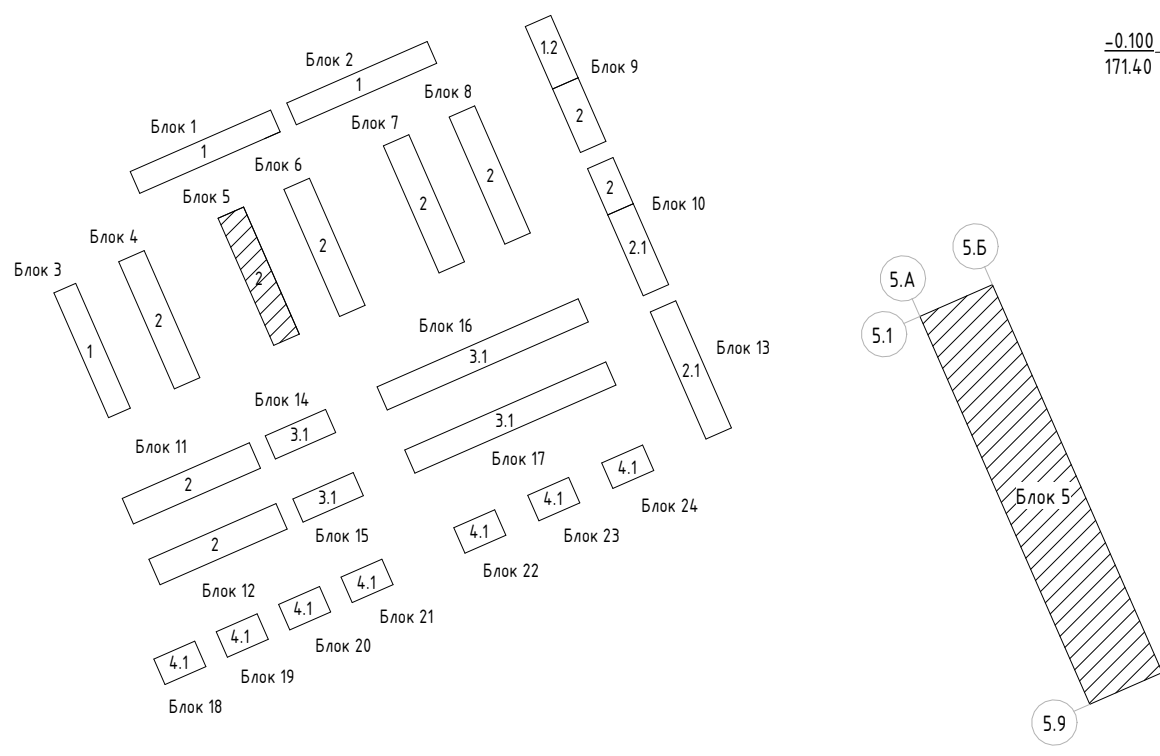 Блок 2
1
Блок 1
1
1.2
Блок 9
2
-0.100
171.40
Блок 8
2
Блок 7
2
Блок 6
2
Блок 5
2
Блок 4
2
Блок 3
1
2
Блок 10
2.1
Блок 16
3.1
Блок 13
2.1
Блок 14
3.1
3.1
Блок 17
Блок 11
2
3.1
Блок 15
2
Блок 12
4.1
Блок 24
4.1
Блок 23
4.1
Блок 22
4.1
Блок 21
4.1
Блок 20
4.1
Блок 19
4.1
Блок 18
5.Б
5.А
5.1
Блок 5
5.9